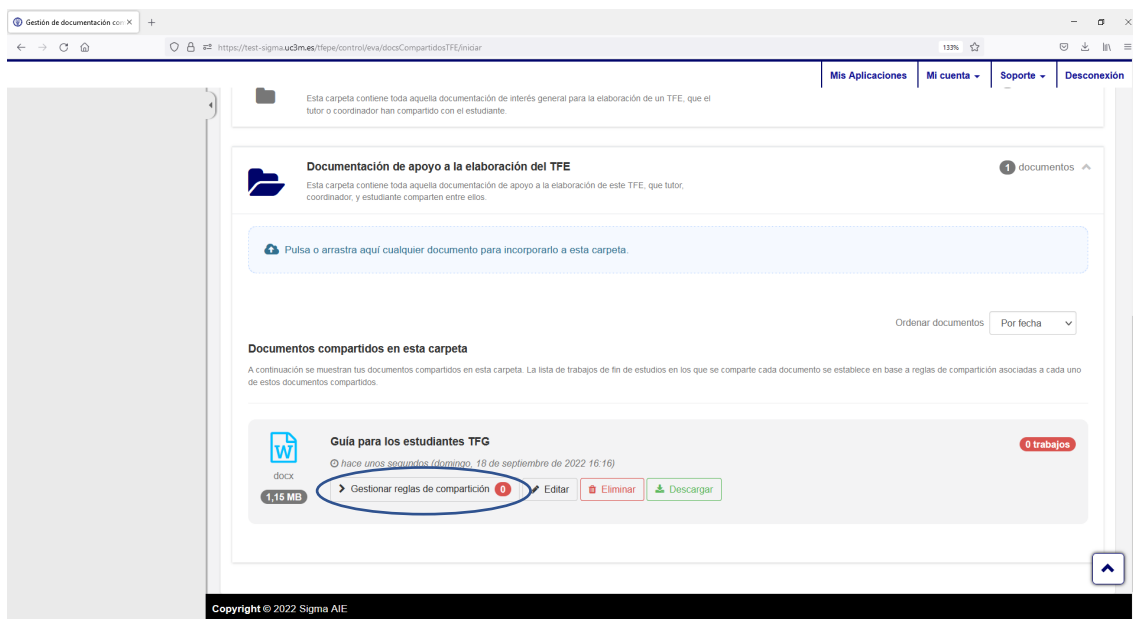 Gestión de documentación con
https://test-sigma.uc3m.es/tfepe/control/eva/docsCompartidosTFE/iniciar
133%
Mis Aplicaciones Mi cuenta Soporte Desconexión
Esta carpeta contiene toda aquella documentación de interés general para la elaboración de un TFE, que el
tutor o coordinador han compartido con el estudiante.
Documentación de apoyo a la elaboración del TFE
1 documentos
Esta carpeta contiene toda aquella documentación de apoyo a la elaboración de este TFE, que tutor,
coordinador, y estudiante comparten entre ellos.
Pulsa o arrastra aquí cualquier documento para incorporarlo a esta carpeta.
Ordenar documentos Por fecha
Documentos compartidos en esta carpeta
A continuación se muestran tus documentos compartidos en esta carpeta. La lista de trabajos de fin de estudios en los que se comparte cada documento se establece en base a reglas de compartición asociadas a cada uno
de estos documentos compartidos.
W
docx
1,15 MB
Guía para los estudiantes TFG
0 trabajos
hace unos segundos (domingo, 18 de septiembre de 2022 16:16)
Gestionar reglas de compartición 0 Editar Eliminar Descargar
Copyright © 2022 Sigma AIE